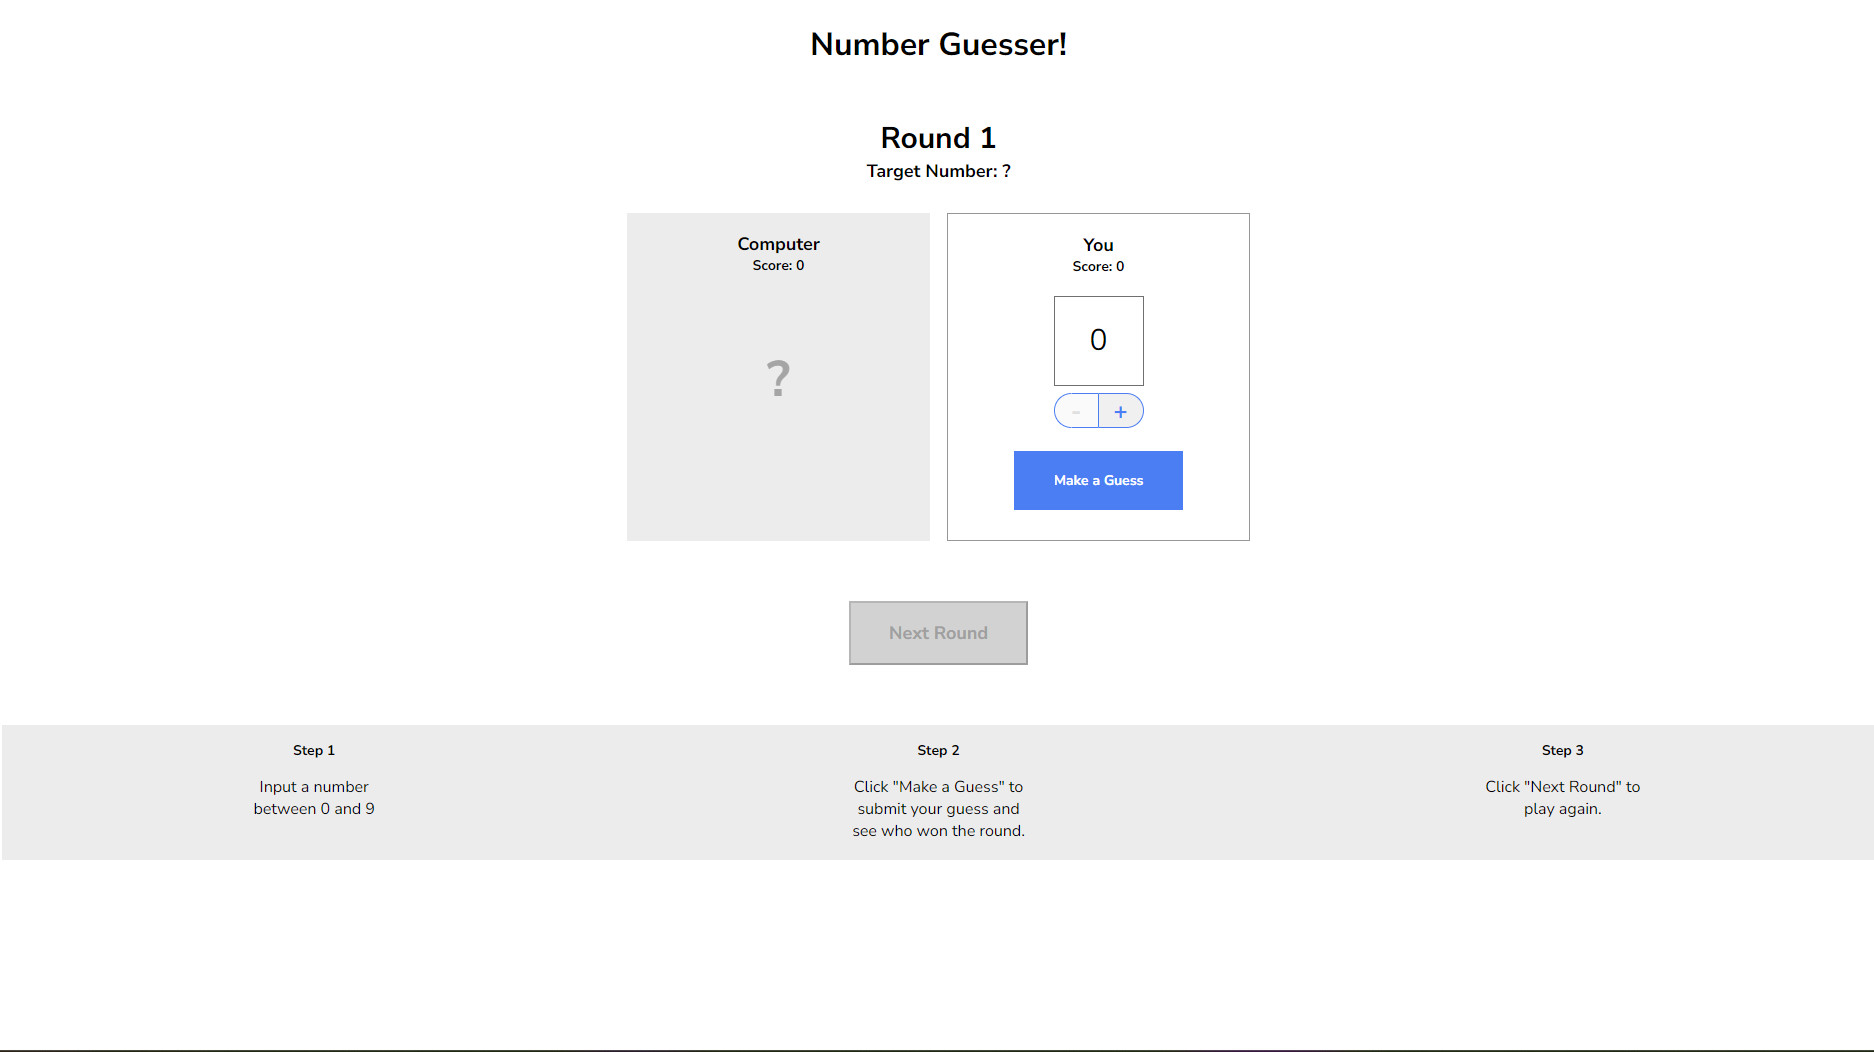 Number Guesser!
Round 1
Target Number: ?
Computer
Score: 0
?
You
Score: 0
0
- +
Make a Guess
Next Round
Step 1
Input a number
between 0 and 9
Step 2
Click "Make a Guess" to
submit your guess and
see who won the round.
Step 3
Click "Next Round" to
play again.